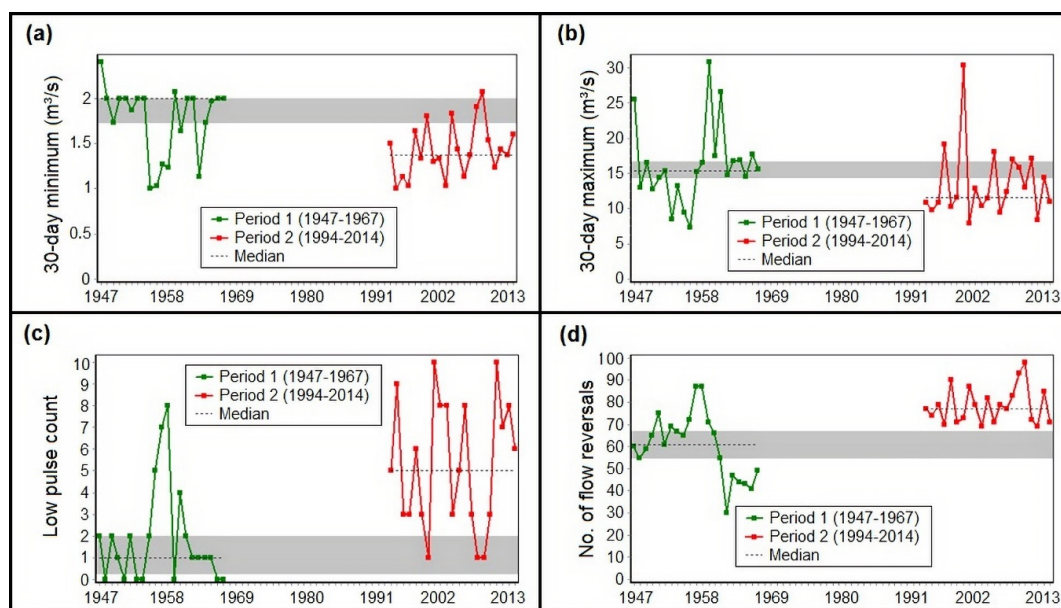 (a)
30-day minimum (m³/s)
2
1.5
1
0.5
0
Period 1 (1947-1967)
Period 2 (1994-2014)
Median
1947 1958 1969 1980 1991 2002 2013
(b)
30-day maximum (m³/s)
30
25
20
15
10
5
0
Period 1 (1947-1967)
Period 2 (1994-2014)
Median
1947 1958 1969 1980 1991 2002 2013
(c)
Low pulse count
10
9
8
7
6
5
4
3
2
1
0
Period 1 (1947-1967)
Period 2 (1994-2014)
Median
1947 1958 1969 1980 1991 2002 2013
(d)
No. of flow reversals
100
90
80
70
60
50
40
30
20
10
0
Period 1 (1947-1967)
Period 2 (1994-2014)
Median
1947 1958 1969 1980 1991 2002 2013